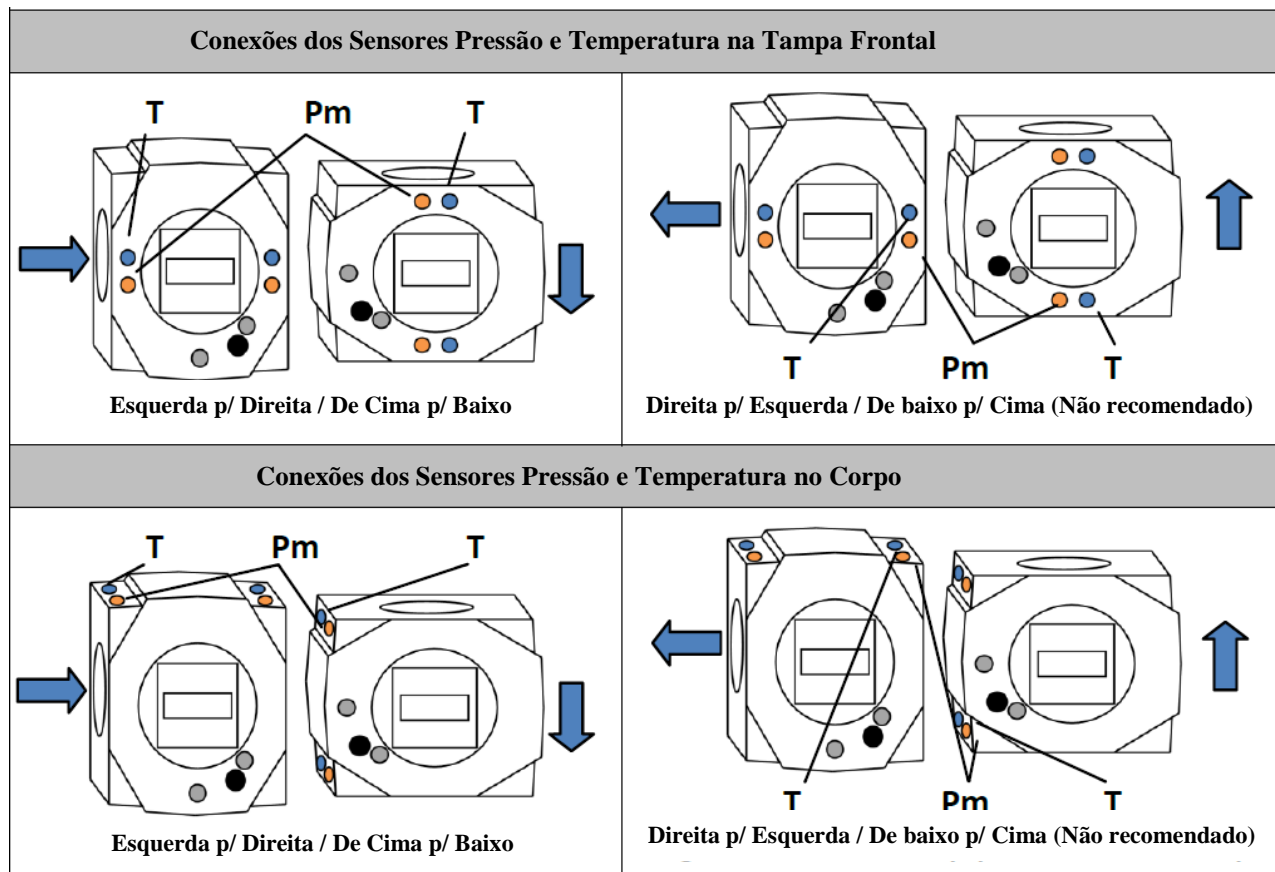 Conexões dos Sensores Pressão e Temperatura na Tampa Frontal
T Pm T
Esquerda p/ Direita / De Cima p/ Baixo
T Pm T
Direita p/ Esquerda / De baixo p/ Cima (Não recomendado)
Conexões dos Sensores Pressão e Temperatura no Corpo
T Pm T
Esquerda p/ Direita / De Cima p/ Baixo
T Pm T
Direita p/ Esquerda / De baixo p/ Cima (Não recomendado)